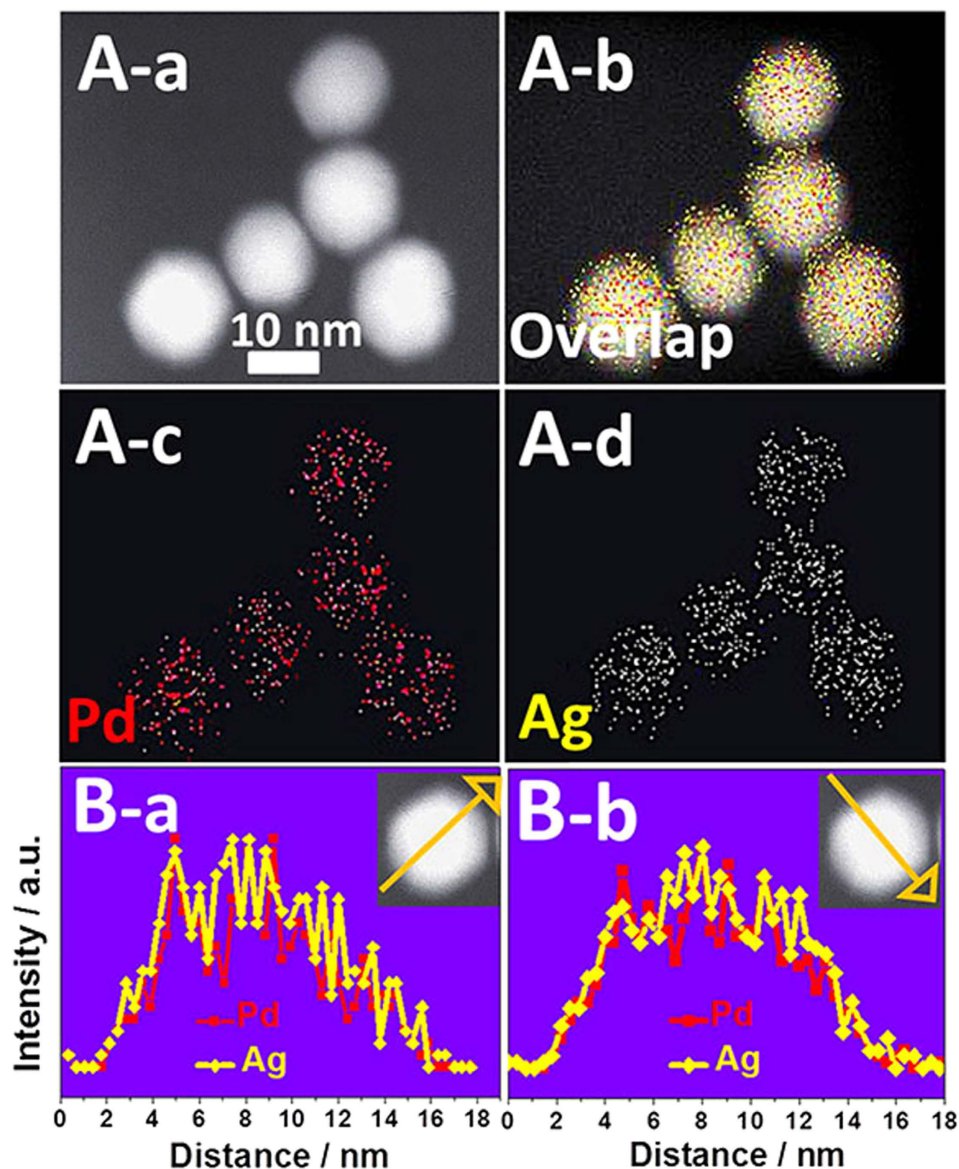 A-a
10 nm
A-b
Overlap
A-c
Pd
A-d
Ag
B-a
Pd
Ag
B-b
Pd
Ag
Intensity / a.u.
0 2 4 6 8 10 12 14 16 18
0 2 4 6 8 10 12 14 16 18
Distance / nm
Distance / nm